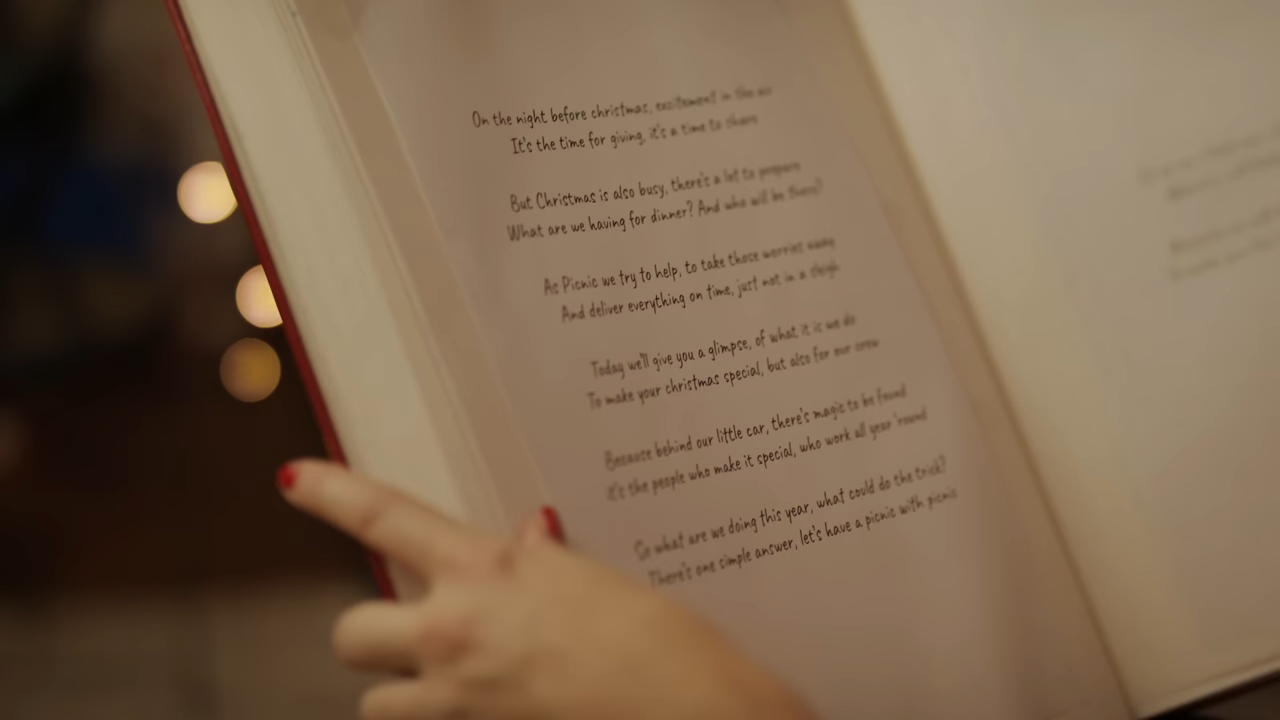 On the night before christmas, excitement in the air
It's the time for giving, it's a time to share
But Christmas is also busy, there's a lot to prepare
What are we having for dinner? And who will be there?
As Picnic we try to help, to take those worries away
And deliver everything on time, just not in a sleigh
Today we'll give you a glimpse, of what it is we do
To make your christmas special, but also for our crew
Because behind our little car, there's magic to be found
it's the people who make it special, who work all year 'round
So what are we doing this year, what could do the trick?
There's one simple answer, let's have a picnic with picnic